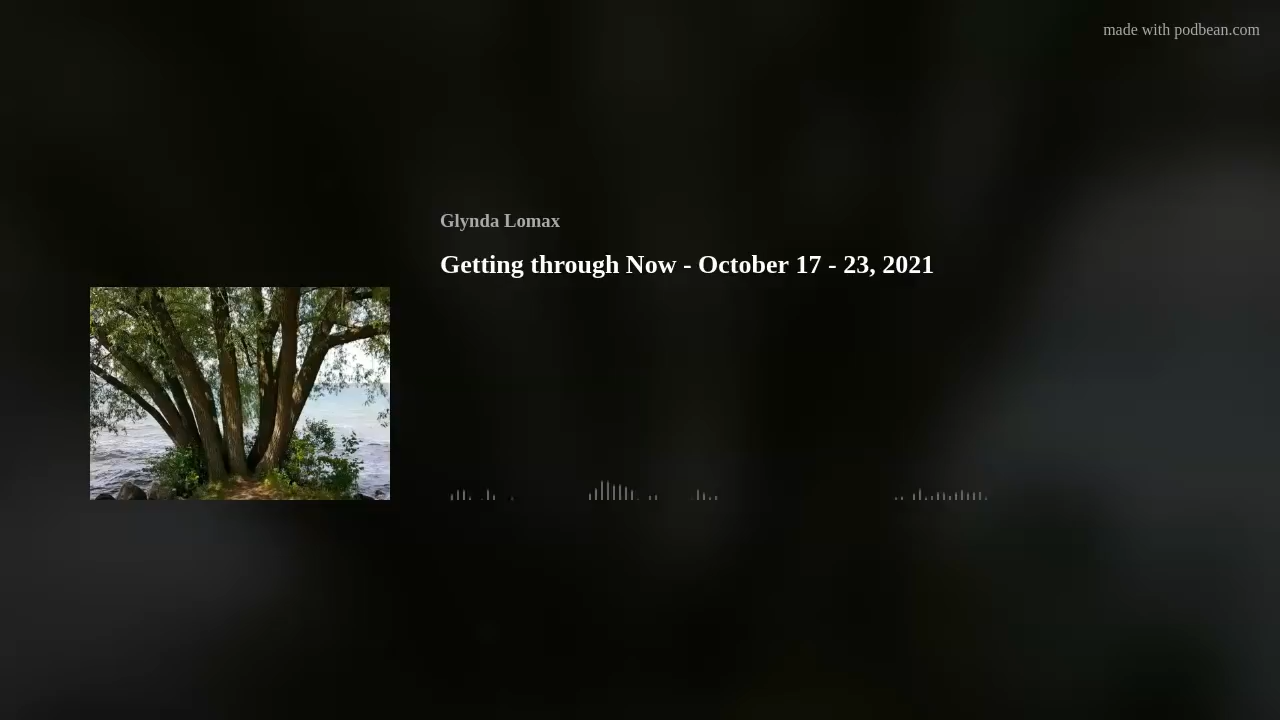 made with podbean.com
Glynda Lomax
Getting through Now - October 17 - 23, 2021